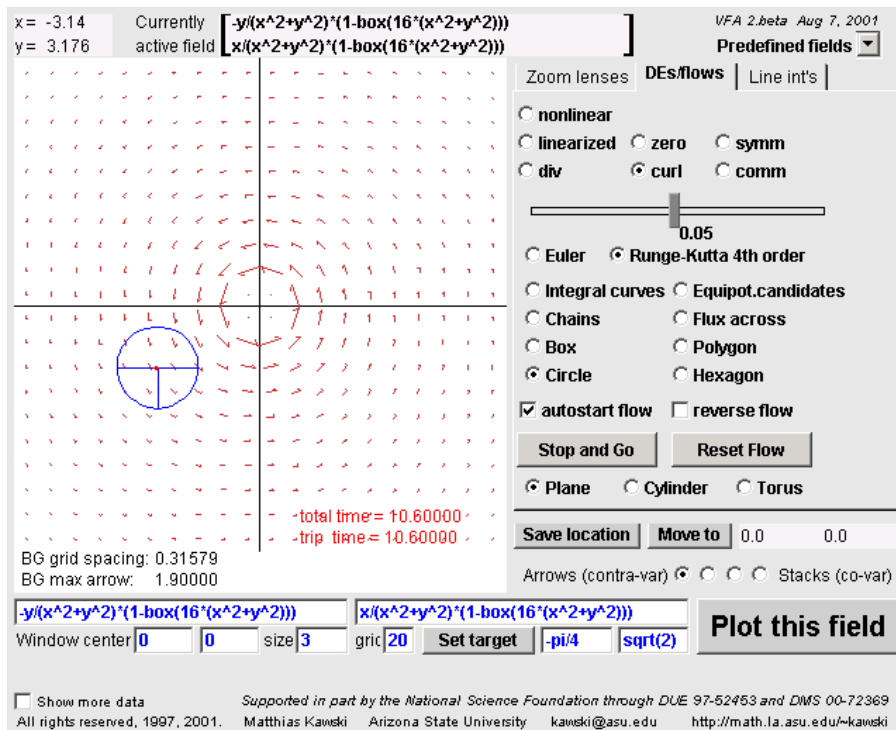 x = -3.14 Currently -y/(x^2+y^2)*(1-box(16*(x^2+y^2))) VFA 2.beta Aug 7, 2001
y = 3.176 active field x/(x^2+y^2)*(1-box(16*(x^2+y^2))) Predefined fields
Zoom lenses DEs/flows Line int's
nonlinear
linearized zero symm
div curl comm
0.05
Euler Runge-Kutta 4th order
Integral curves Equipot.candidates
Chains Flux across
Box Polygon
Circle Hexagon
autostart flow reverse flow
Stop and Go Reset Flow
Plane Cylinder Torus
total time = 10.60000
trip time = 10.60000
Save location Move to 0.0 0.0
BG grid spacing: 0.31579
BG max arrow: 1.90000
Arrows (contra-var) Stacks (co-var)
-y/(x^2+y^2)*(1-box(16*(x^2+y^2))) x/(x^2+y^2)*(1-box(16*(x^2+y^2)))
Window center 0 0 size 3 gric 20 Set target -pi/4 sqrt(2) Plot this field
Show more data Supported in part by the National Science Foundation through DUE 97-52453 and DMS 00-72369
All rights reserved, 1997, 2001. Matthias Kawski Arizona State University kawski@asu.edu http://math.la.asu.edu/~kawski